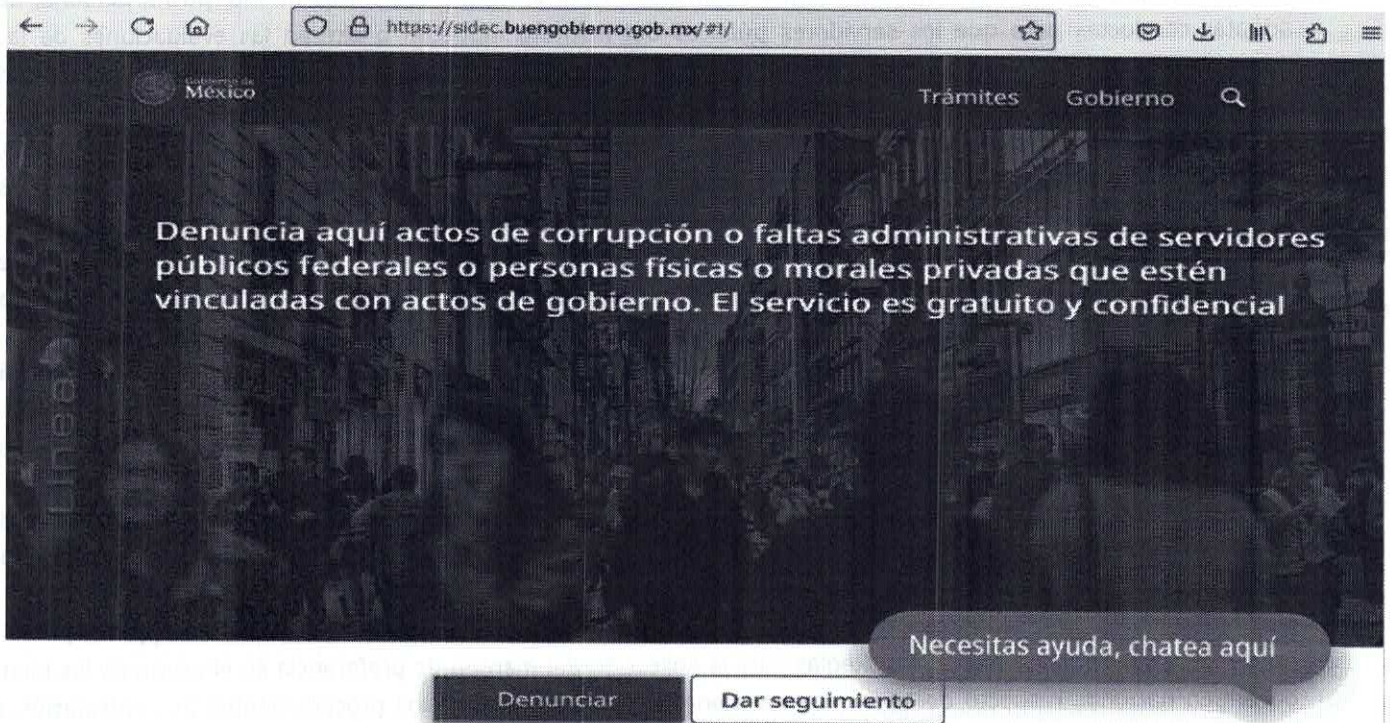 https://sidec.buengobierno.gob.mx/#!/
Gobierno de
México
Trámites Gobierno
Denuncia aquí actos de corrupción o faltas administrativas de servidores
públicos federales o personas físicas o morales privadas que estén
vinculadas con actos de gobierno. El servicio es gratuito y confidencial
Línea
Necesitas ayuda, chatea aquí
Denunciar
Dar seguimiento